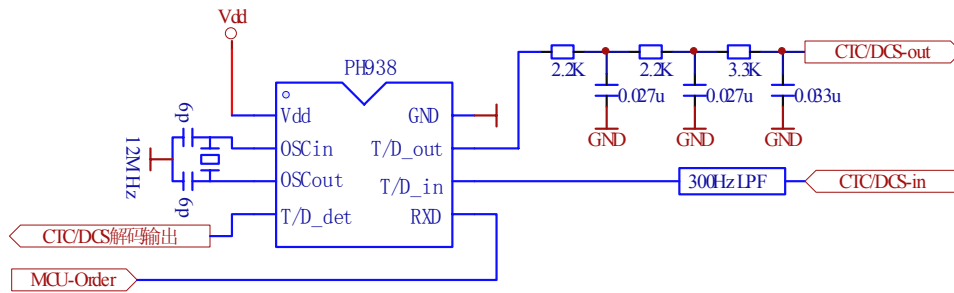 Vdd
PH938
2.2K
2.2K
3.3K
CTC/DCS-out
0.027u
0.027u
0.033u
GND
GND
GND
Vdd
GND
6p
12MHz
6p
OSCin
T/D_out
OSCout
T/D_in
300Hz LPF
CTC/DCS-in
T/D_det
RXD
CTC/DCS解码输出
MCU-Order